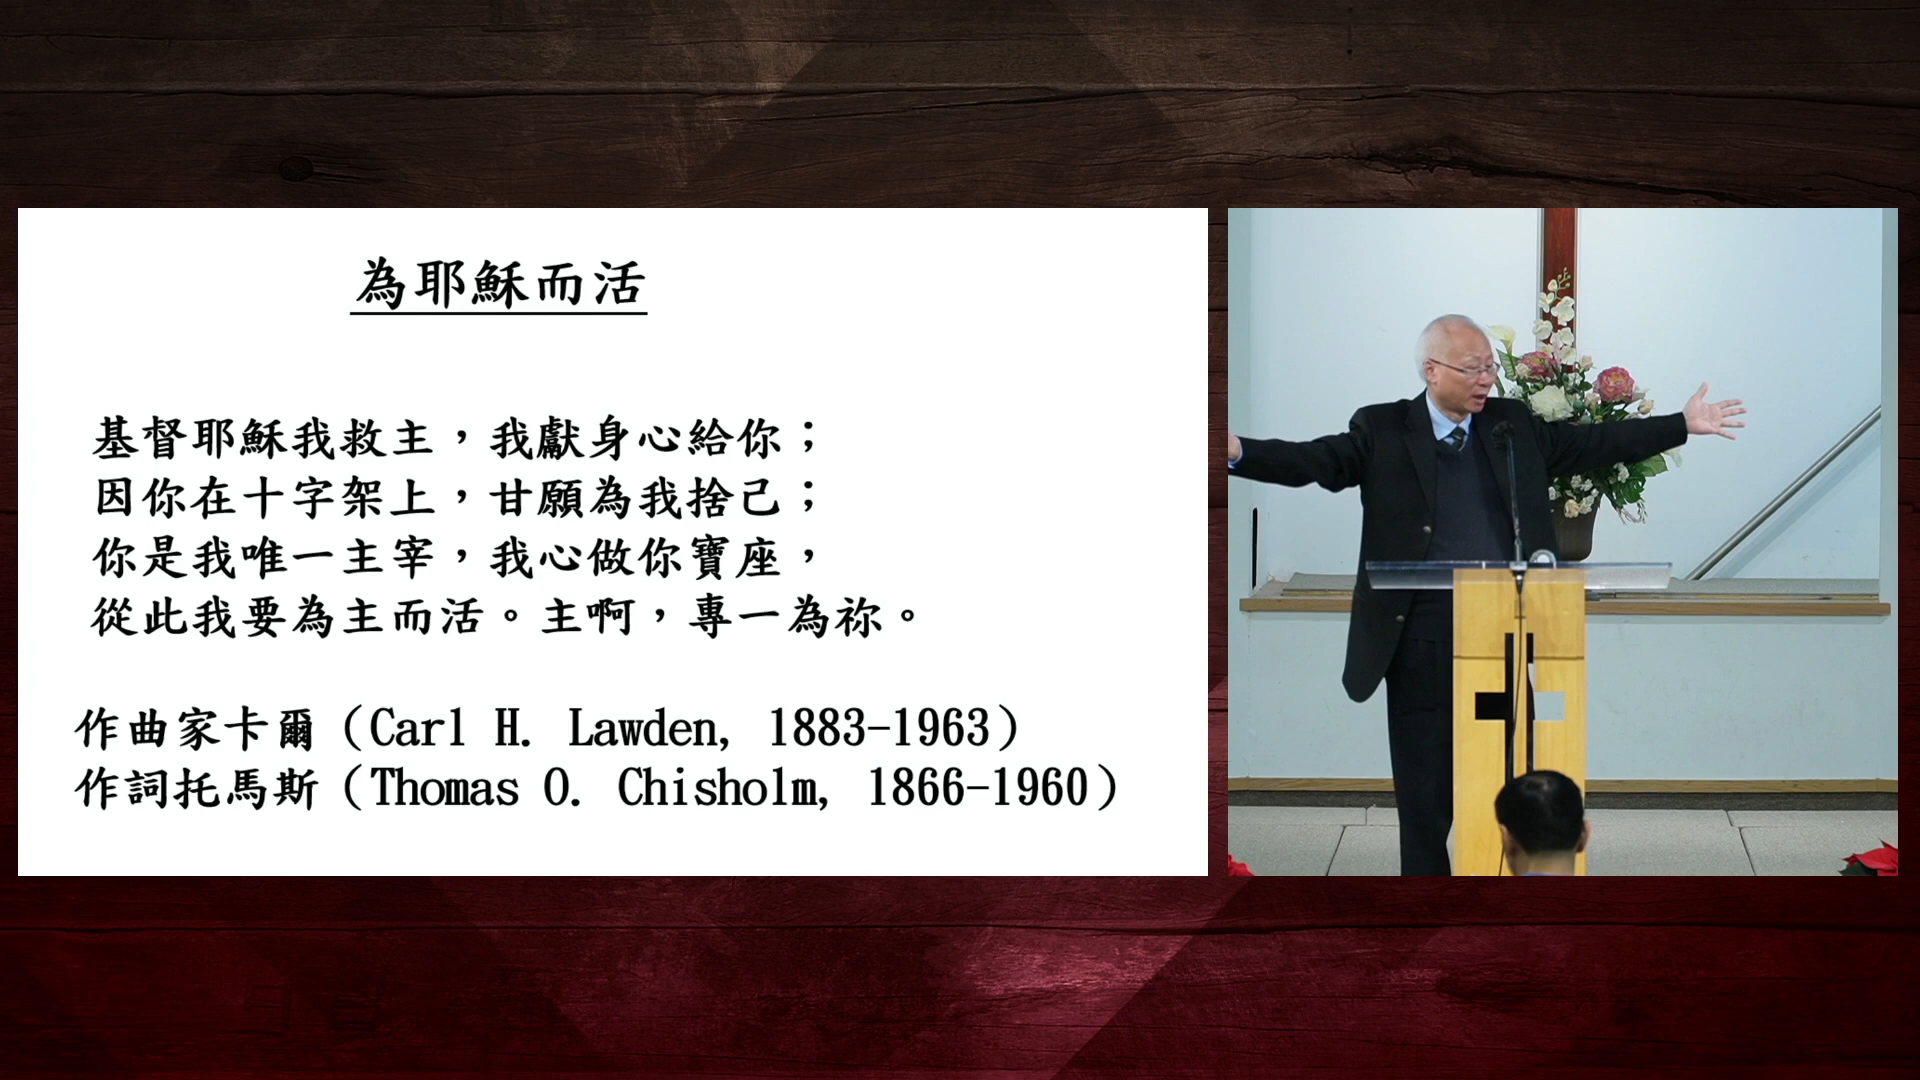 為耶穌而活
基督耶穌我救主，我獻身心給你；
因你在十字架上，甘願為我捨己；
你是我唯一主宰，我心做你寶座，
從此我要為主而活。主啊，專一為祢。
作曲家卡爾（Carl H. Lawden, 1883-1963）
作詞托馬斯（Thomas O. Chisholm, 1866-1960）